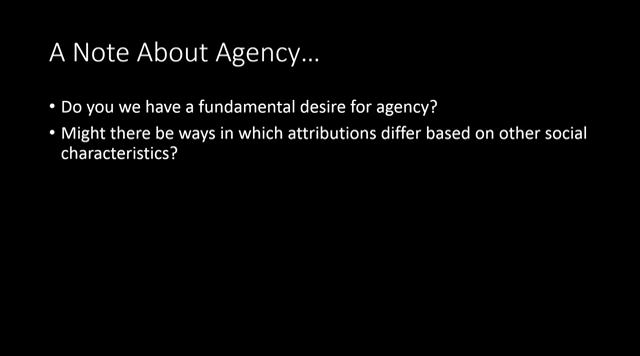 A Note About Agency...
• Do you we have a fundamental desire for agency?
• Might there be ways in which attributions differ based on other social
characteristics?